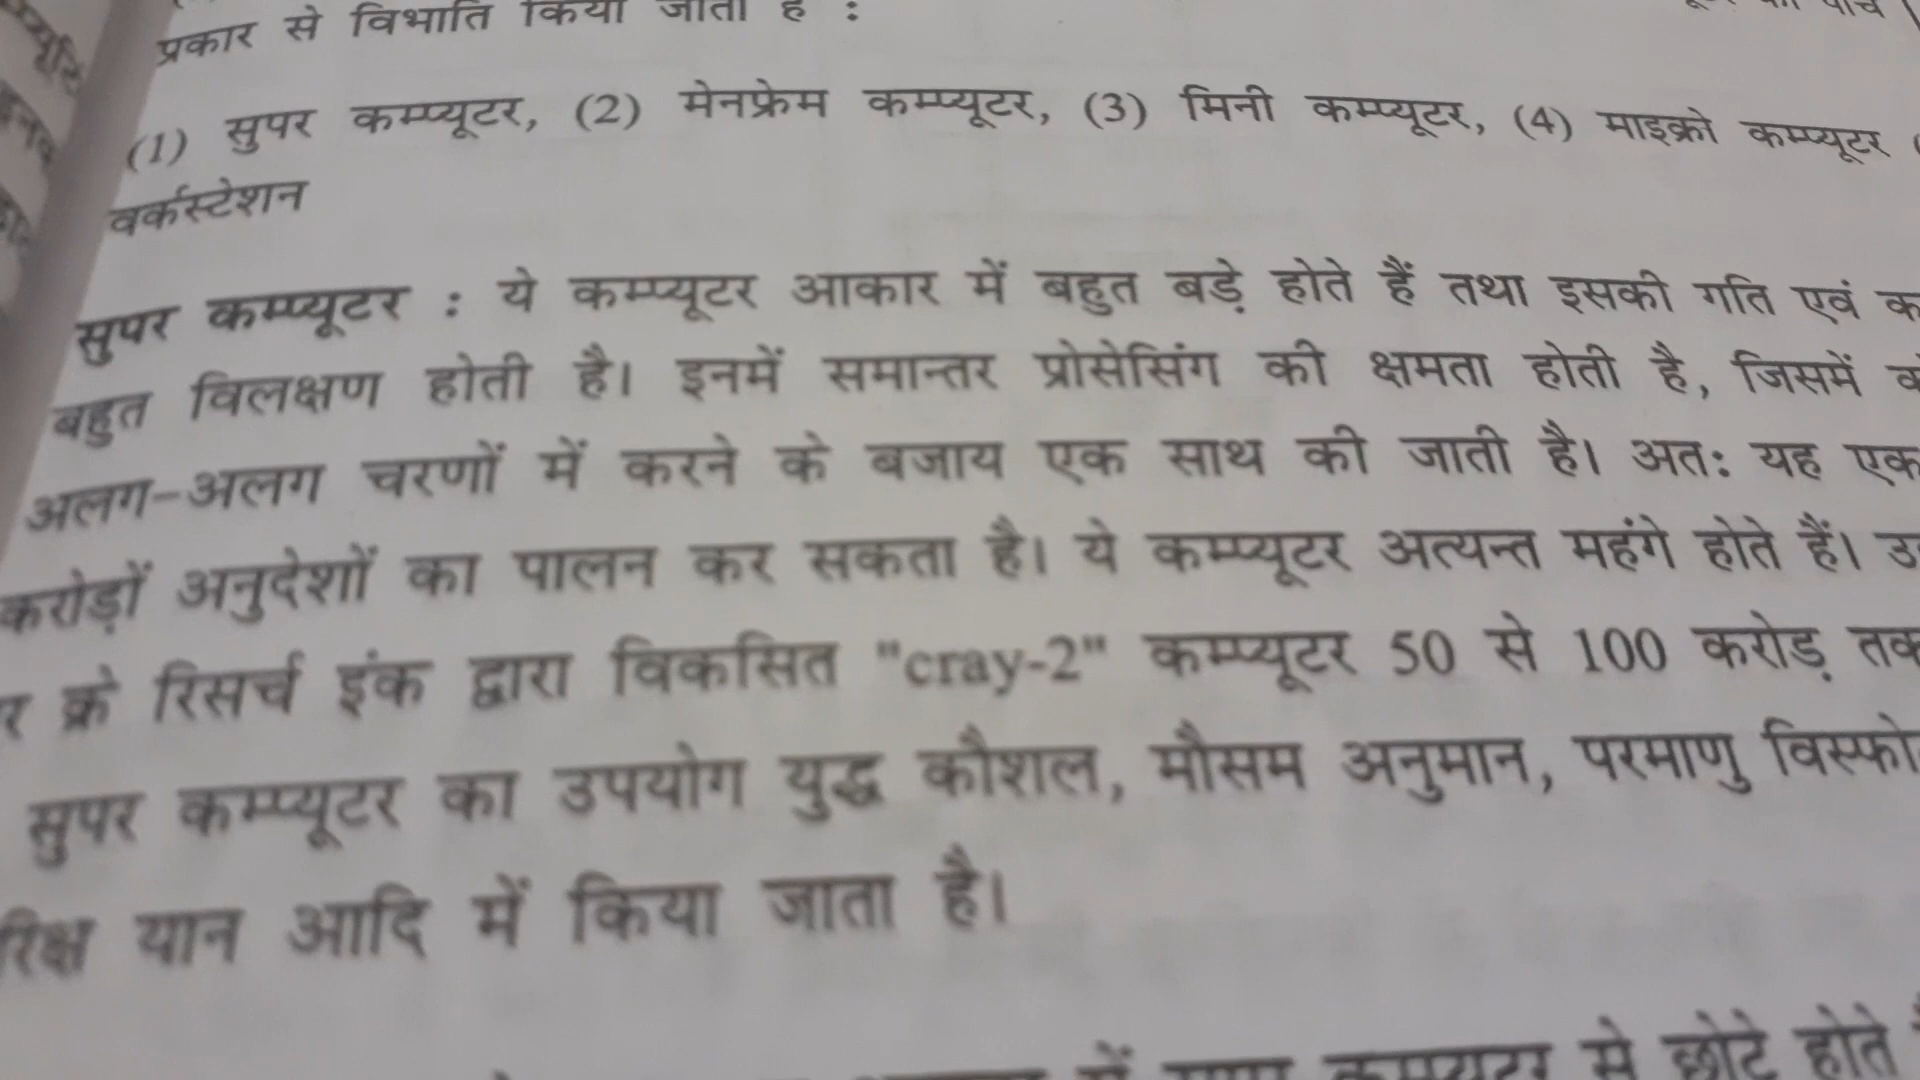 प्रकार से विभाति किया जाता है :
(1) सुपर कम्प्यूटर, (2) मेनफ्रेम कम्प्यूटर, (3) मिनी कम्प्यूटर, (4) माइक्रो कम्प्यूटर
वर्कस्टेशन
सुपर कम्प्यूटर : ये कम्प्यूटर आकार में बहुत बड़े होते हैं तथा इसकी गति एवं
बहुत विलक्षण होती है। इनमें समान्तर प्रोसेसिंग की क्षमता होती है, जिसमें
अलग-अलग चरणों में करने के बजाय एक साथ की जाती है। अतः यह एक
करोड़ों अनुदेशों का पालन कर सकता है। ये कम्प्यूटर अत्यन्त महंगे होते हैं।
क्रे रिसर्च इंक द्वारा विकसित "cray-2" कम्प्यूटर 50 से 100 करोड़ तक
सुपर कम्प्यूटर का उपयोग युद्ध कौशल, मौसम अनुमान, परमाणु
यान आदि में किया जाता है।
से छोटे होते